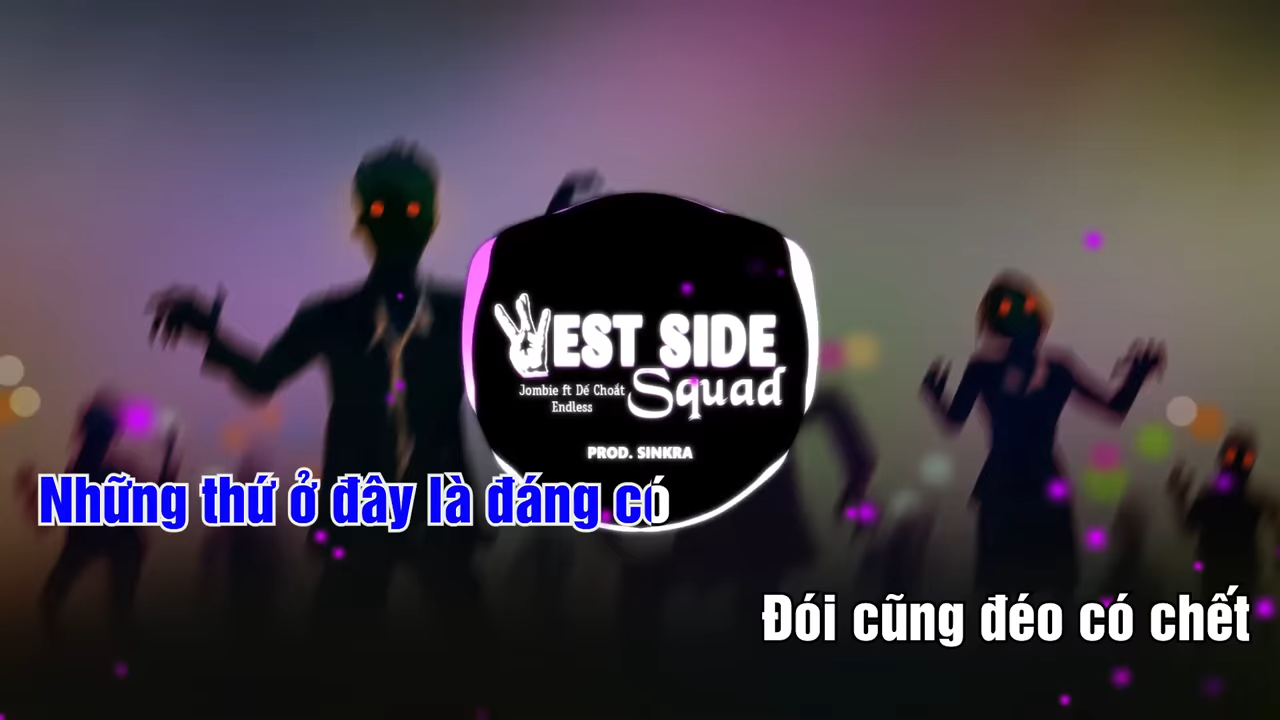 WEST SIDE
Squad
Jombie ft Dế Choắt
Endless
PROD. SINKRA
Những thứ ở đây là đáng có
Đói cũng đéo có chết